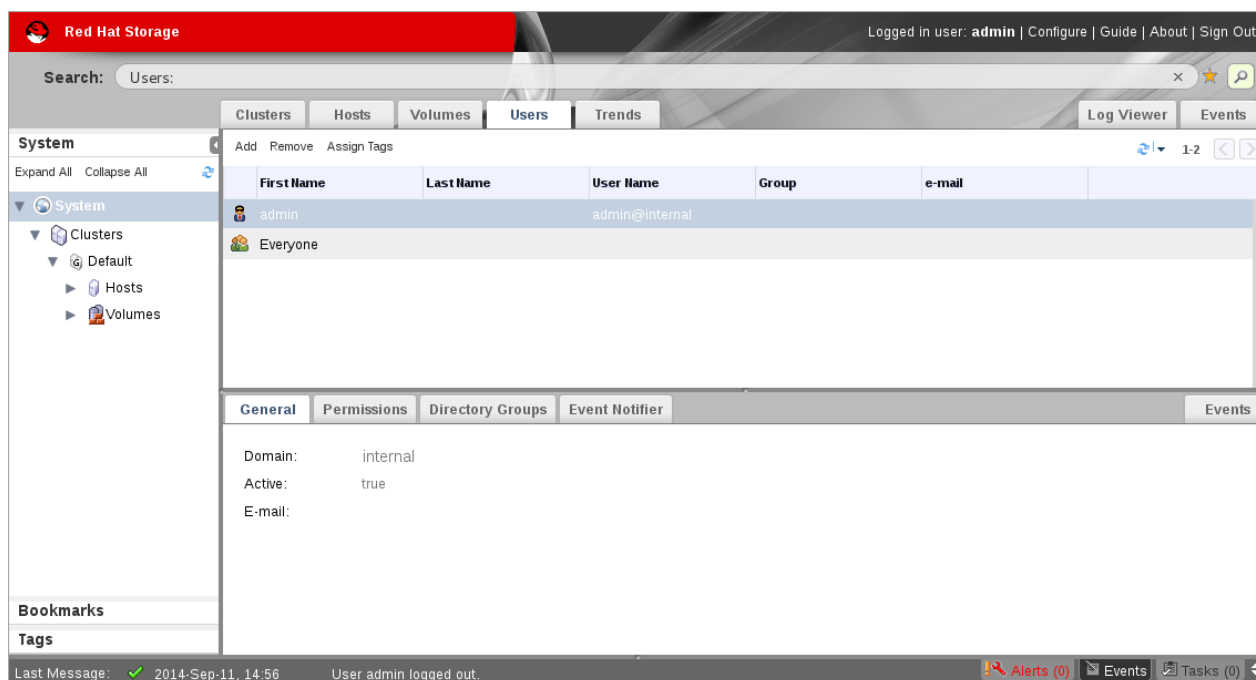 Red Hat Storage
Logged in user: admin | Configure | Guide | About | Sign Out
Search: Users:
Clusters Hosts Volumes Users Trends Log Viewer Events
System
Expand All Collapse All
System
Clusters
Default
Hosts
Volumes
Bookmarks
Tags
Add Remove Assign Tags 1-2
First Name Last Name User Name Group e-mail
admin admin@internal
Everyone
General Permissions Directory Groups Event Notifier Events
Domain: internal
Active: true
E-mail:
Last Message: 2014-Sep-11, 14:56 User admin logged out. Alerts (0) Events Tasks (0)